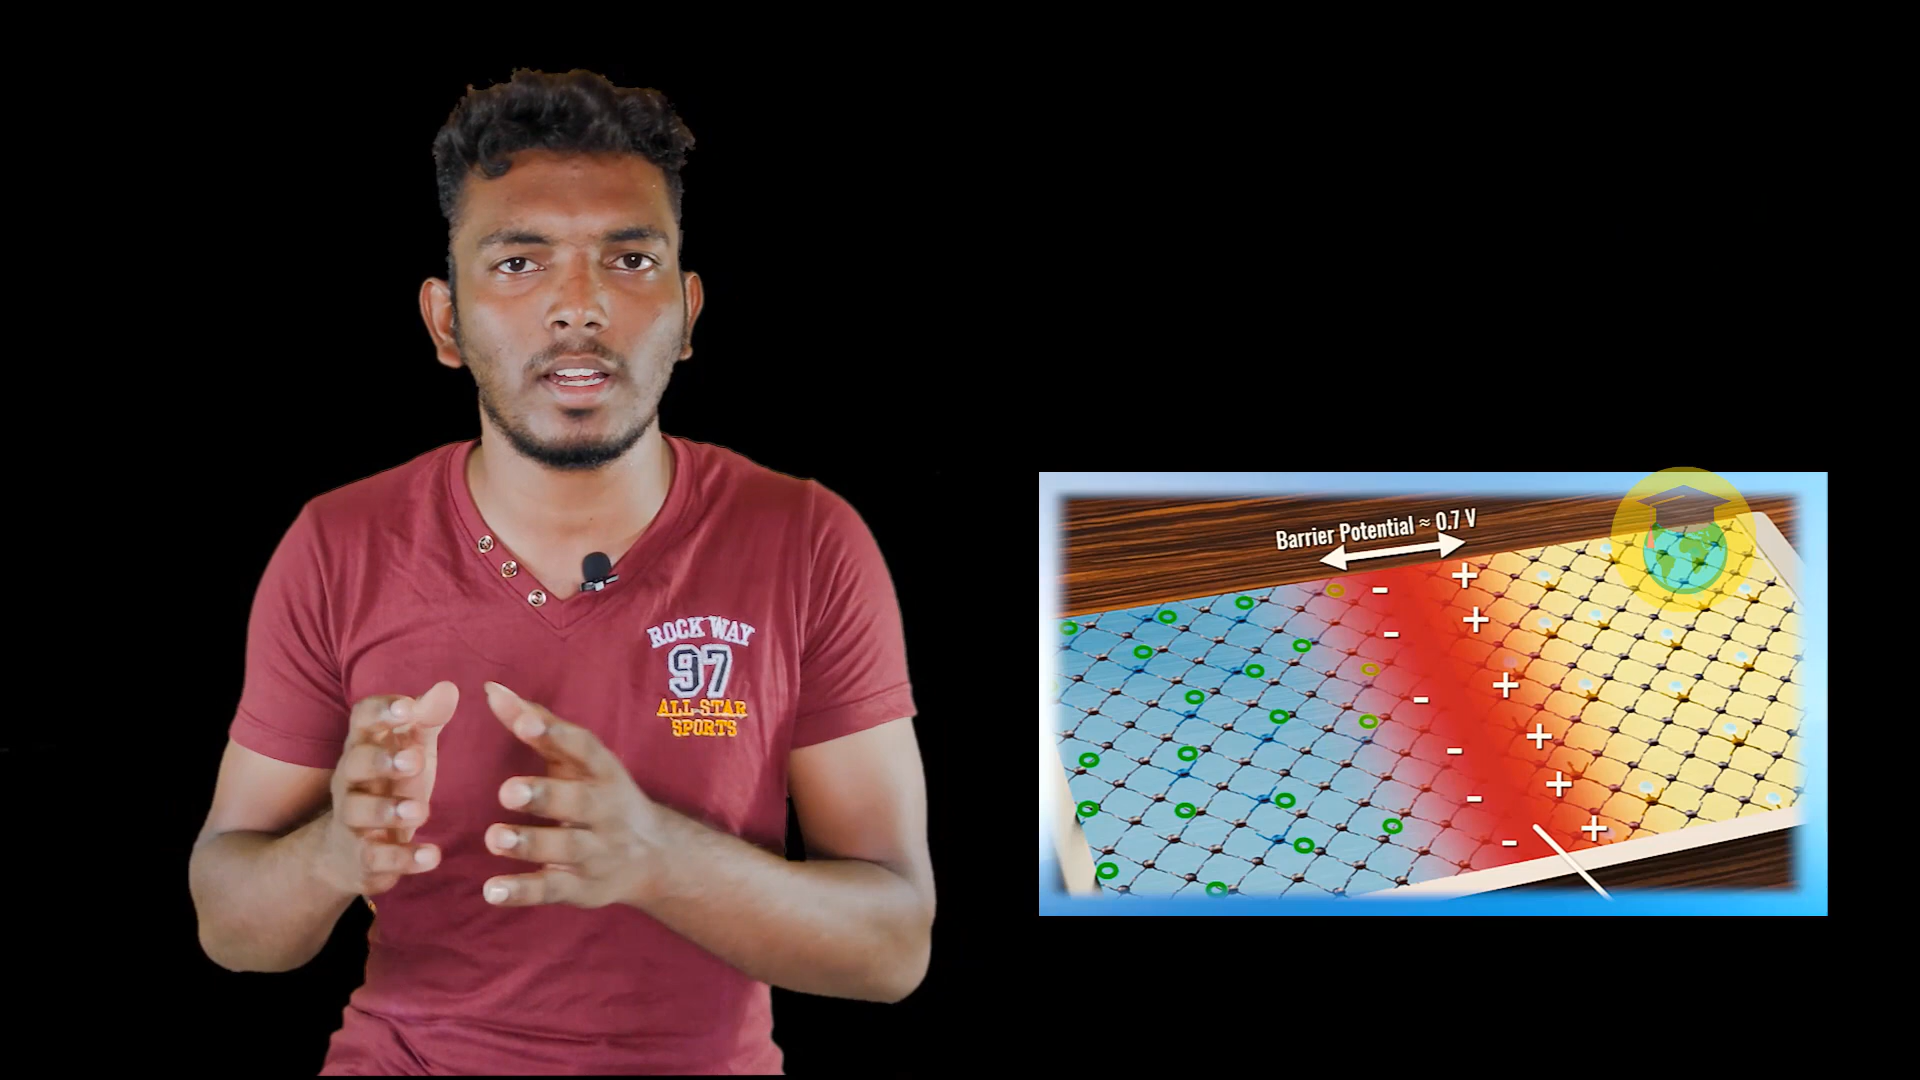 ROCK WAY
97
ALL STAR
SPORTS
Barrier Potential ≈ 0.7 V
- +
- +
- +
- +
- +
- +